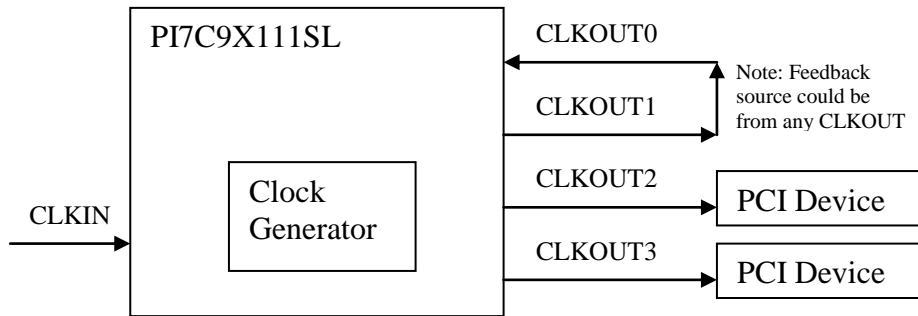 PI7C9X111SL
CLKOUT0
Note: Feedback
source could be
from any CLKOUT
CLKOUT1
CLKIN
Clock
Generator
CLKOUT2
PCI Device
CLKOUT3
PCI Device